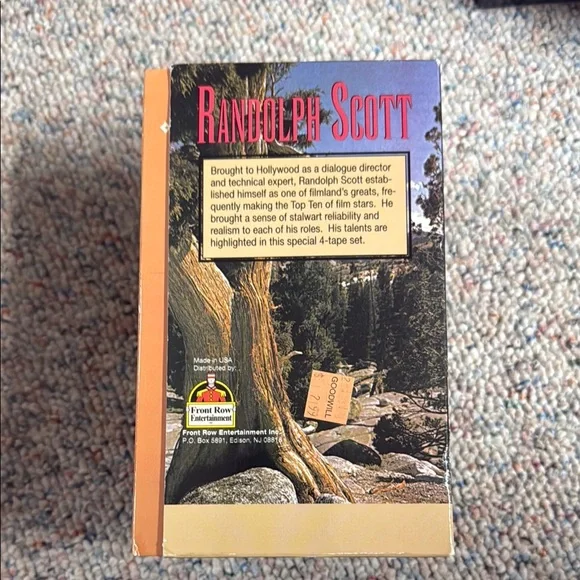 RANDOLPH SCOTT
Brought to Hollywood as a dialogue director
and technical expert, Randolph Scott estab-
lished himself as one of filmland's greats, fre-
quently making the Top Ten of film stars. He
brought a sense of stalwart reliability and
realism to each of his roles. His talents are
highlighted in this special 4-tape set.
Made in USA
Distributed by:
Front Row
Entertainment
Front Row Entertainment Inc.
P.O. Box 5891, Edison, NJ
GOODWILL
$ 7.99